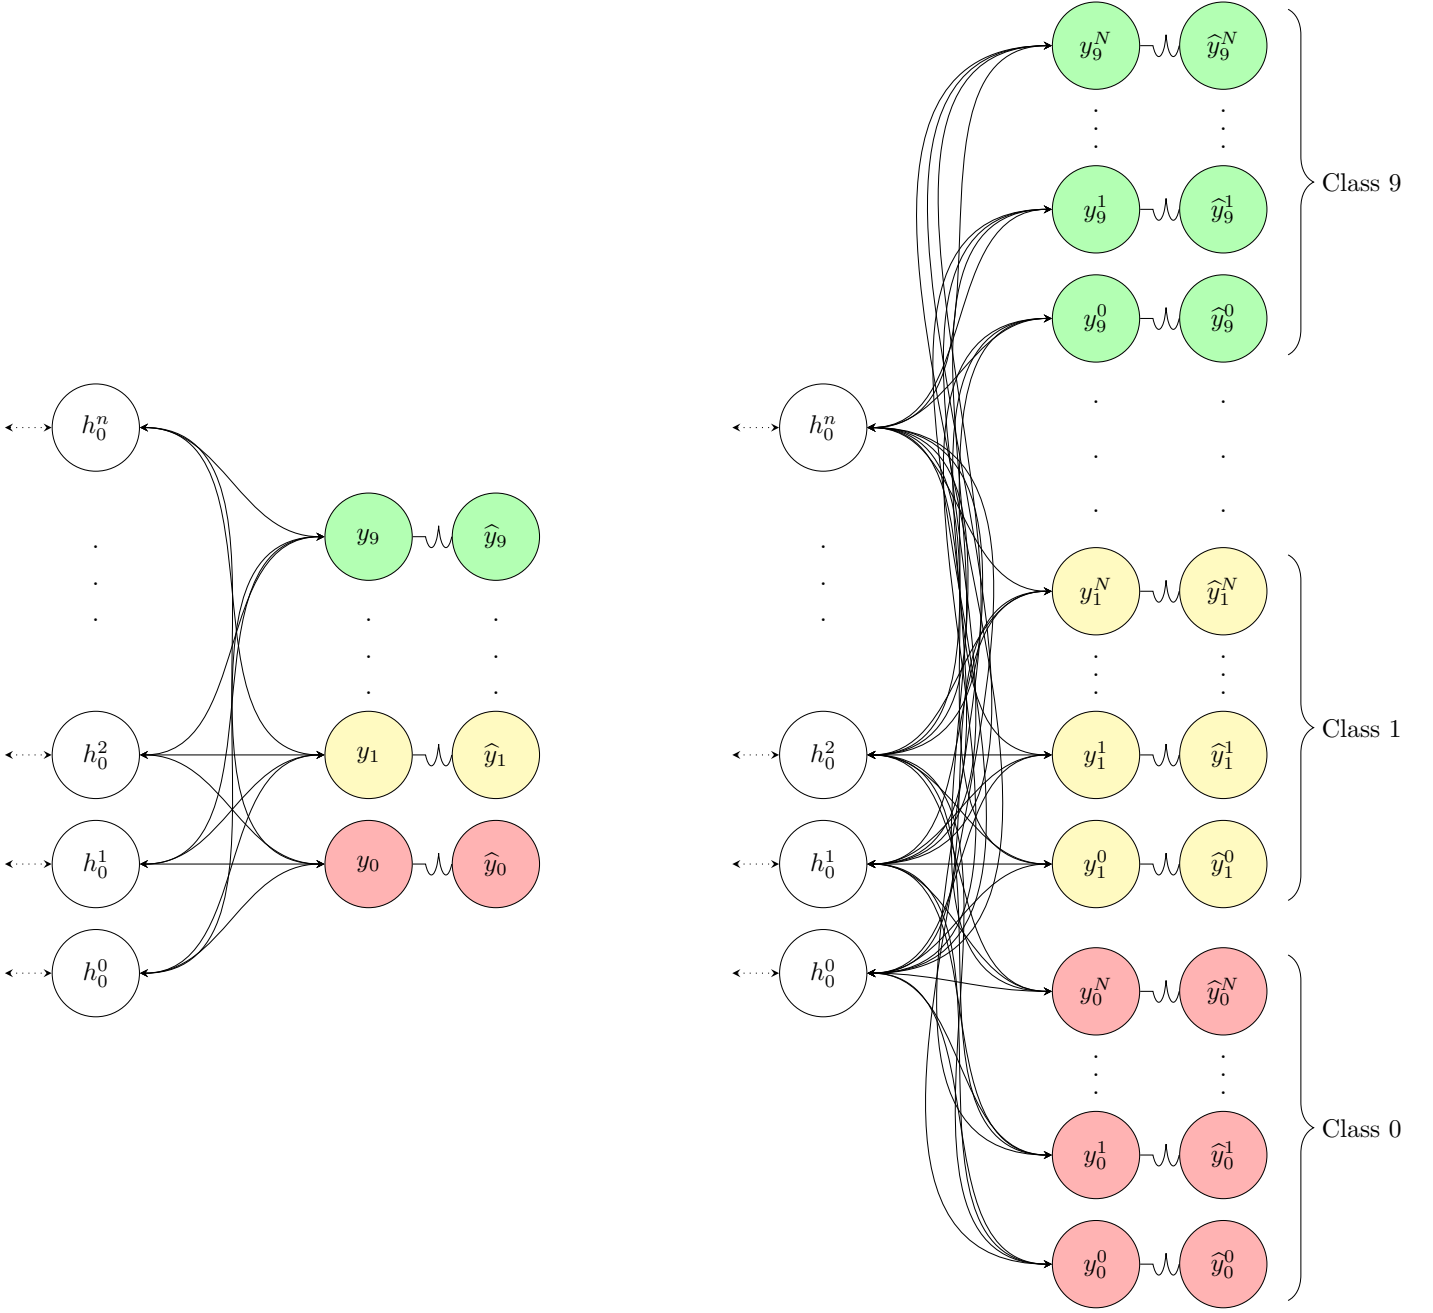 h_0^n
y_9 ŷ_9
h_0^2 y_1 ŷ_1
h_0^1 y_0 ŷ_0
h_0^0
y_9^N ŷ_9^N
y_9^1 ŷ_9^1
Class 9
y_9^0 ŷ_9^0
h_0^n
y_1^N ŷ_1^N
Class 1
h_0^2 y_1^1 ŷ_1^1
h_0^1 y_1^0 ŷ_1^0
h_0^0 y_0^N ŷ_0^N
Class 0
y_0^1 ŷ_0^1
y_0^0 ŷ_0^0